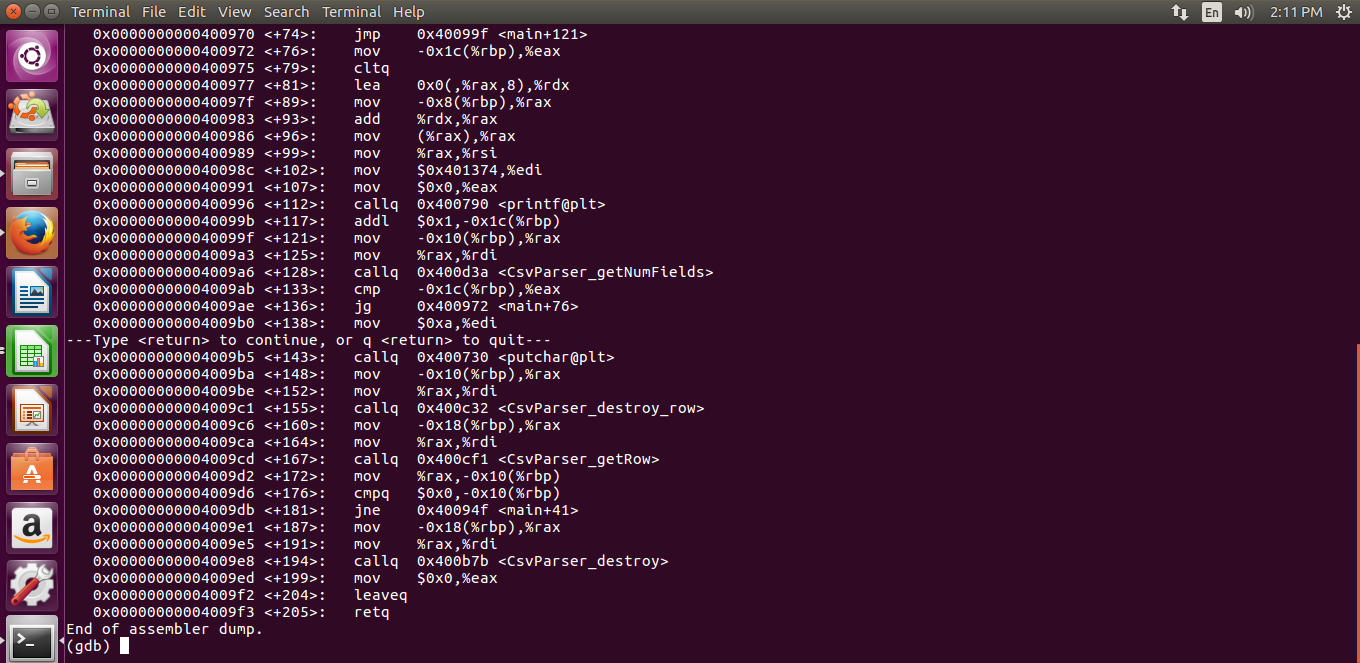 Terminal File Edit View Search Terminal Help En 2:11 PM
0x0000000000400970 <+74>: jmp 0x40099f <main+121>
0x0000000000400972 <+76>: mov -0x1c(%rbp),%eax
0x0000000000400975 <+79>: cltq
0x0000000000400977 <+81>: lea 0x0(,%rax,8),%rdx
0x000000000040097f <+89>: mov -0x8(%rbp),%rax
0x0000000000400983 <+93>: add %rdx,%rax
0x0000000000400986 <+96>: mov (%rax),%rax
0x0000000000400989 <+99>: mov %rax,%rsi
0x000000000040098c <+102>: mov $0x401374,%edi
0x0000000000400991 <+107>: mov $0x0,%eax
0x0000000000400996 <+112>: callq 0x400790 <printf@plt>
0x000000000040099b <+117>: addl $0x1,-0x1c(%rbp)
0x000000000040099f <+121>: mov -0x10(%rbp),%rax
0x00000000004009a3 <+125>: mov %rax,%rdi
0x00000000004009a6 <+128>: callq 0x400d3a <CsvParser_getNumFields>
0x00000000004009ab <+133>: cmp -0x1c(%rbp),%eax
0x00000000004009ae <+136>: jg 0x400972 <main+76>
0x00000000004009b0 <+138>: mov $0xa,%edi
---Type <return> to continue, or q <return> to quit---
0x00000000004009b5 <+143>: callq 0x400730 <putchar@plt>
0x00000000004009ba <+148>: mov -0x10(%rbp),%rax
0x00000000004009be <+152>: mov %rax,%rdi
0x00000000004009c1 <+155>: callq 0x400c32 <CsvParser_destroy_row>
0x00000000004009c6 <+160>: mov -0x18(%rbp),%rax
0x00000000004009ca <+164>: mov %rax,%rdi
0x00000000004009cd <+167>: callq 0x400cf1 <CsvParser_getRow>
0x00000000004009d2 <+172>: mov %rax,-0x10(%rbp)
0x00000000004009d6 <+176>: cmpq $0x0,-0x10(%rbp)
0x00000000004009db <+181>: jne 0x40094f <main+41>
0x00000000004009e1 <+187>: mov -0x18(%rbp),%rax
0x00000000004009e5 <+191>: mov %rax,%rdi
0x00000000004009e8 <+194>: callq 0x400b7b <CsvParser_destroy>
0x00000000004009ed <+199>: mov $0x0,%eax
0x00000000004009f2 <+204>: leaveq
0x00000000004009f3 <+205>: retq
End of assembler dump.
(gdb)